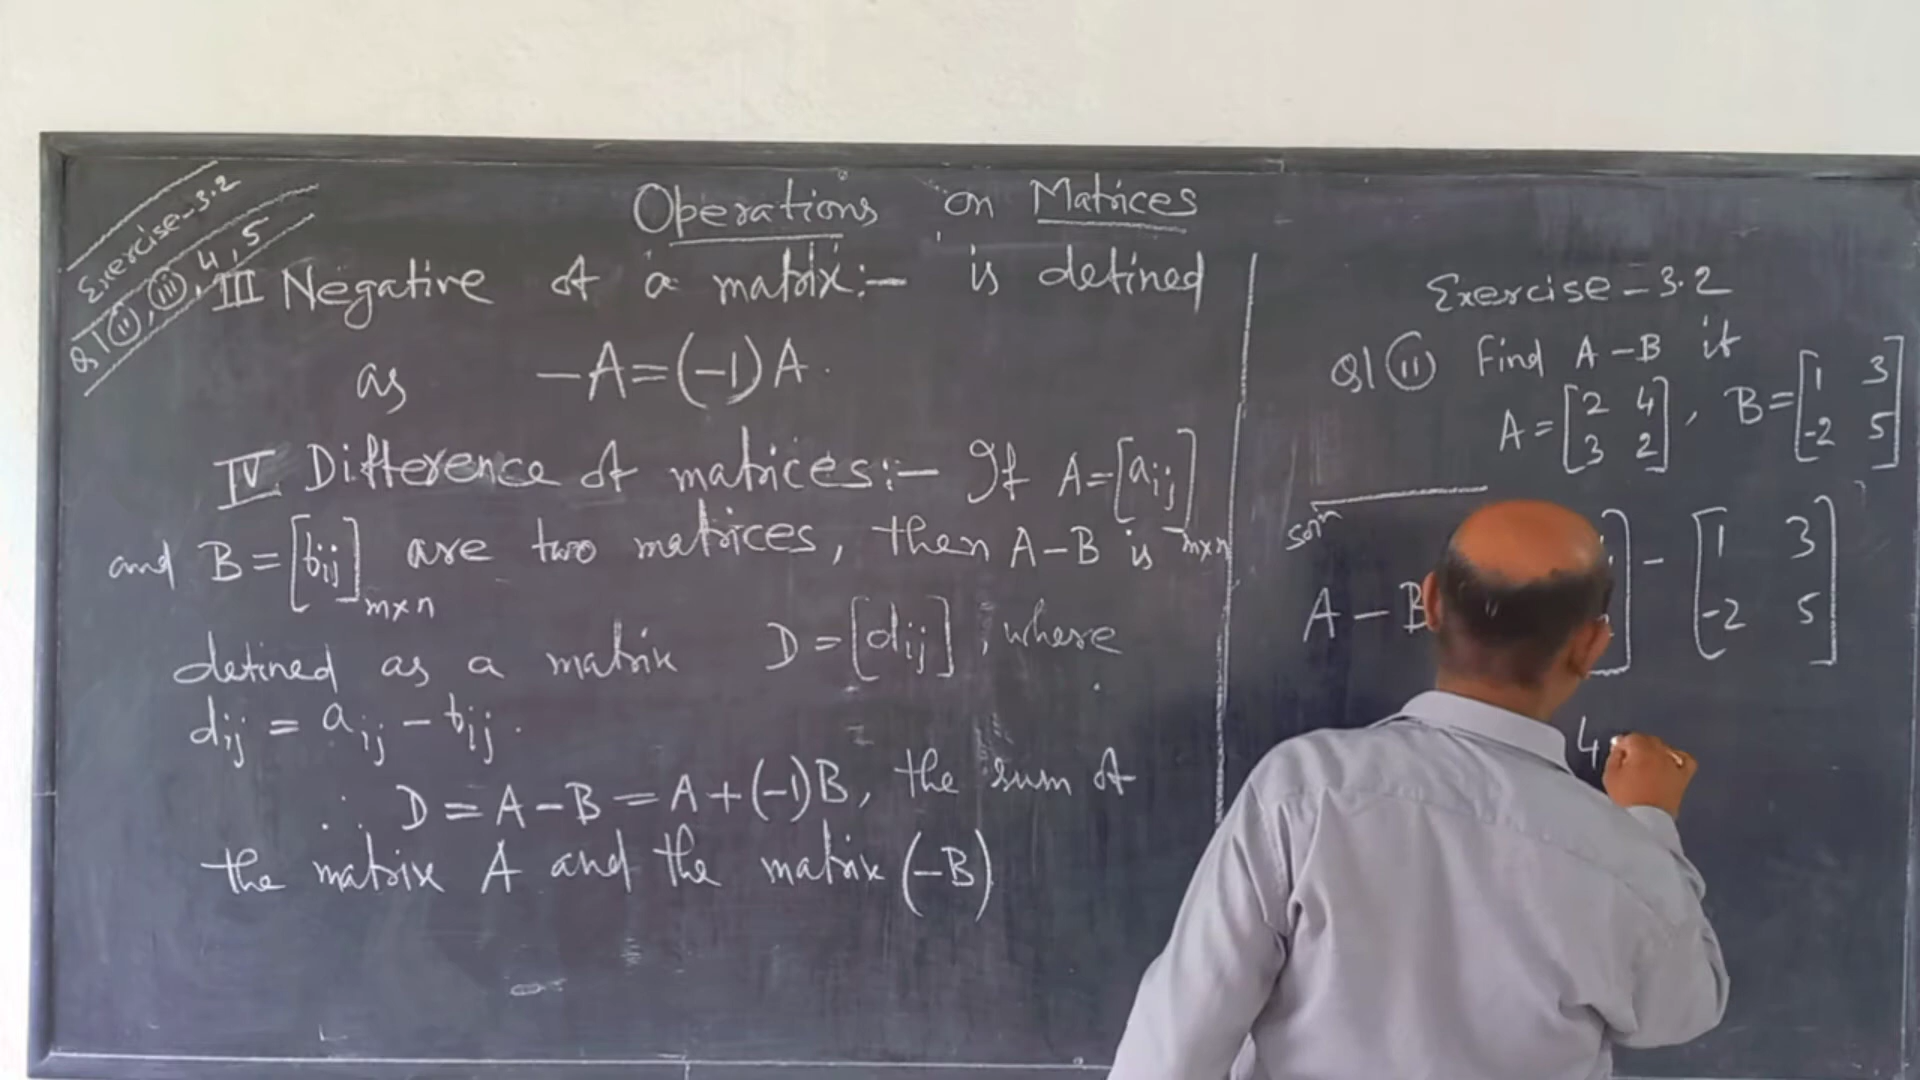 Exercise-3.2
Q1 (ii), (iii), 4, 5
Operations on Matrices
III Negative of a matrix:- is defined
as -A=(-1)A.
IV Difference of matrices:- If A=[aij]m×n
and B=[bij]m×n are two matrices, then A-B is
defined as a matrix D=[dij], where
dij = aij - bij.
∴ D=A-B=A+(-1)B, the sum of
the matrix A and the matrix (-B)
Exercise-3.2
Q1 (ii) Find A-B if
A=[2 4
3 2], B=[1 3
-2 5]
solⁿ
A-B ] - [1 3
-2 5]
4